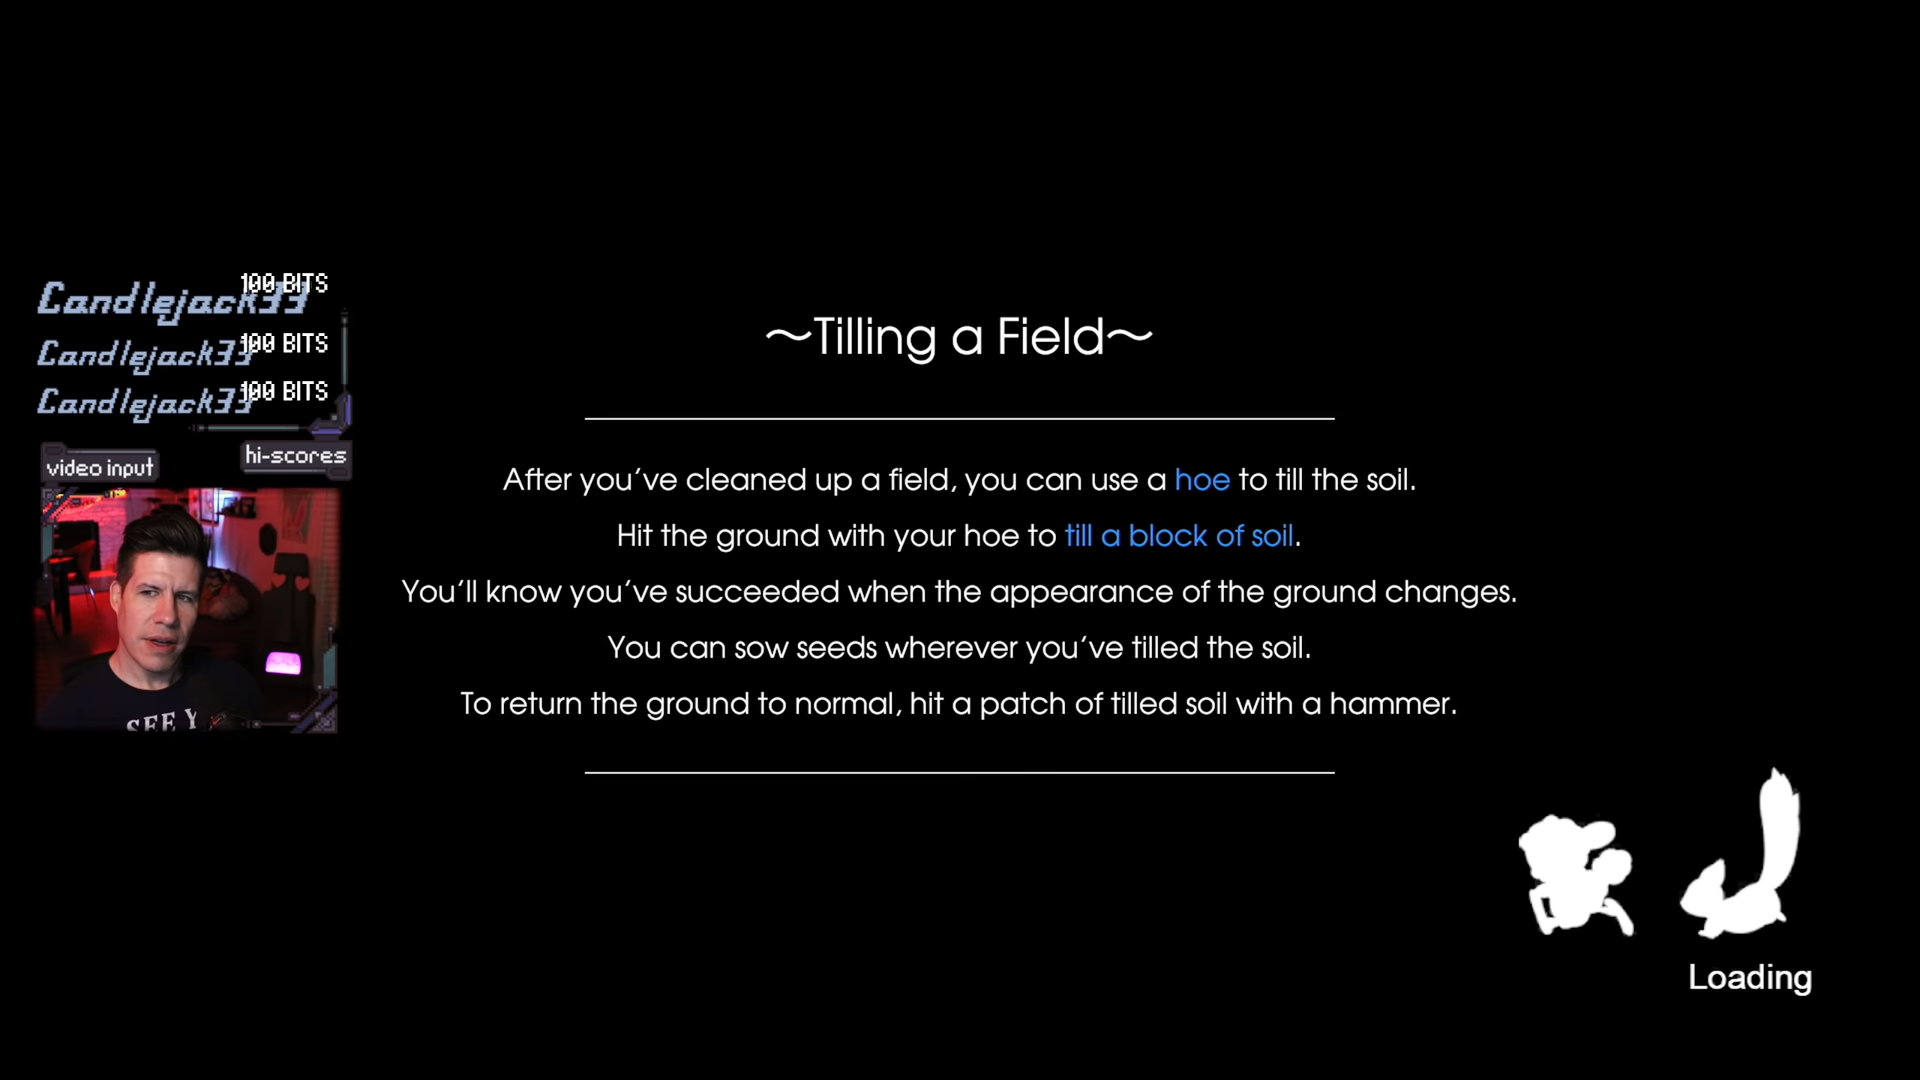 Candlejack33 100 BITS
Candlejack33 100 BITS
Candlejack33 100 BITS
video input
hi-scores
SEE Y
～Tilling a Field～
After you’ve cleaned up a field, you can use a hoe to till the soil.
Hit the ground with your hoe to till a block of soil.
You’ll know you’ve succeeded when the appearance of the ground changes.
You can sow seeds wherever you’ve tilled the soil.
To return the ground to normal, hit a patch of tilled soil with a hammer.
Loading